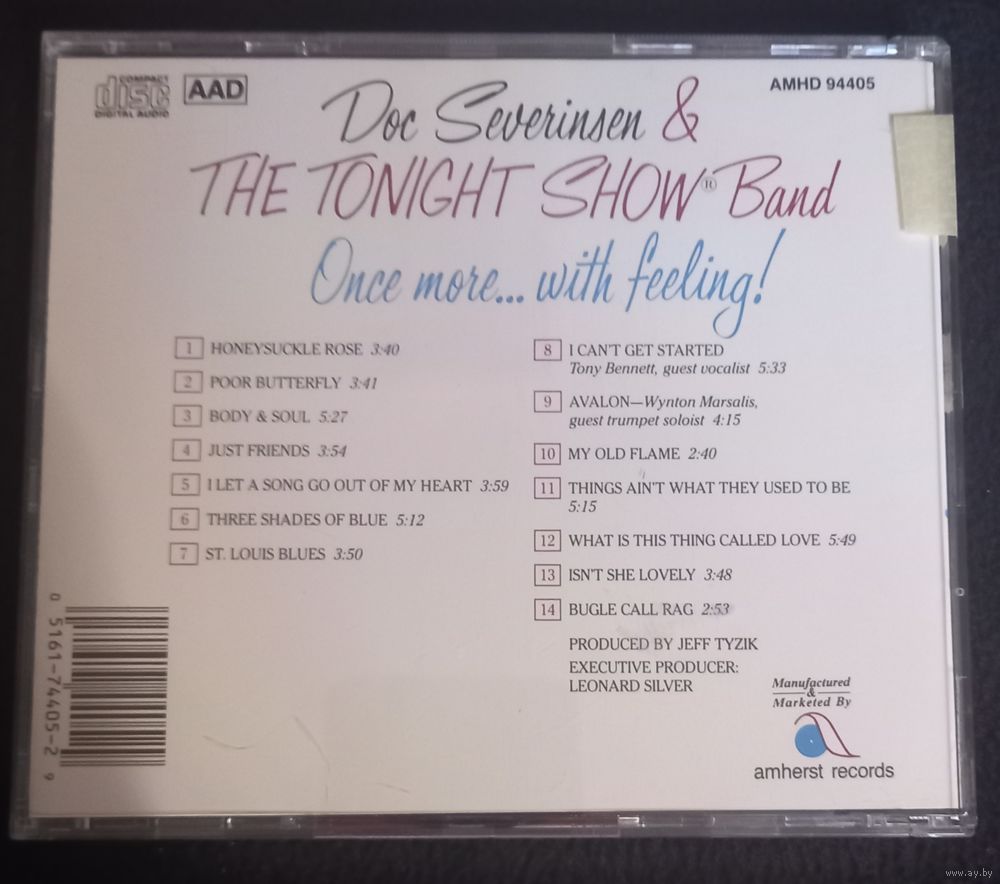 COMPACT
disc
DIGITAL AUDIO
AAD
AMHD 94405
Doc Severinsen &
THE TONIGHT SHOW® Band
Once more... with feeling!
1 HONEYSUCKLE ROSE 3:40
2 POOR BUTTERFLY 3:41
3 BODY & SOUL 5:27
4 JUST FRIENDS 3:54
5 I LET A SONG GO OUT OF MY HEART 3:59
6 THREE SHADES OF BLUE 5:12
7 ST. LOUIS BLUES 3:50
8 I CAN'T GET STARTED
Tony Bennett, guest vocalist 5:33
9 AVALON—Wynton Marsalis,
guest trumpet soloist 4:15
10 MY OLD FLAME 2:40
11 THINGS AIN'T WHAT THEY USED TO BE
5:15
12 WHAT IS THIS THING CALLED LOVE 5:49
13 ISN'T SHE LOVELY 3:48
14 BUGLE CALL RAG 2:53
PRODUCED BY JEFF TYZIK
EXECUTIVE PRODUCER:
LEONARD SILVER
Manufactured
&
Marketed By
amherst records
0 5161-74405-2 9
www.ay.by